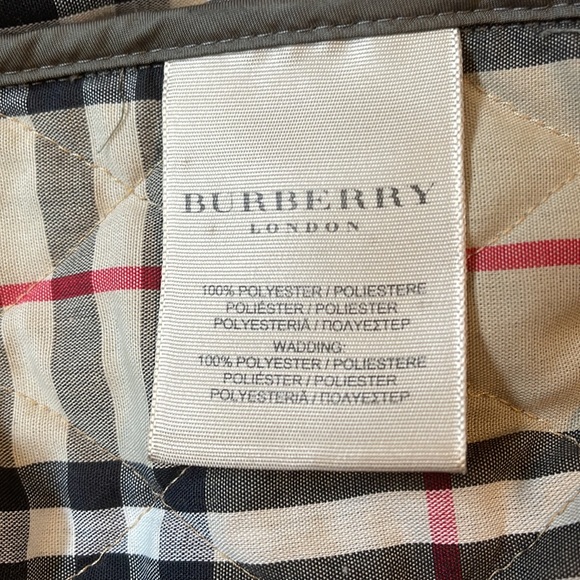 BURBERRY
LONDON
100% POLYESTER / POLIESTERE
POLIÉSTER / POLIESTER
POLYESTERIÄ / ΠΟΛΥΕΣΤΕΡ
WADDING:
100% POLYESTER / POLIESTERE
POLIÉSTER / POLIESTER
POLYESTERIÄ / ΠΟΛΥΕΣΤΕΡ